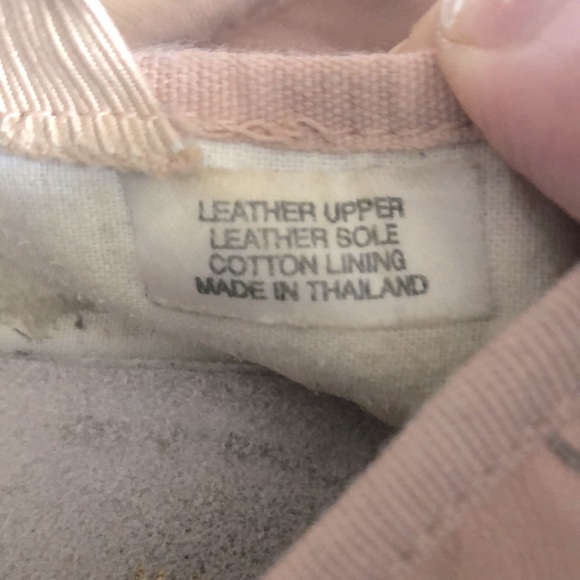 LEATHER UPPER
LEATHER SOLE
COTTON LINING
MADE IN THAILAND